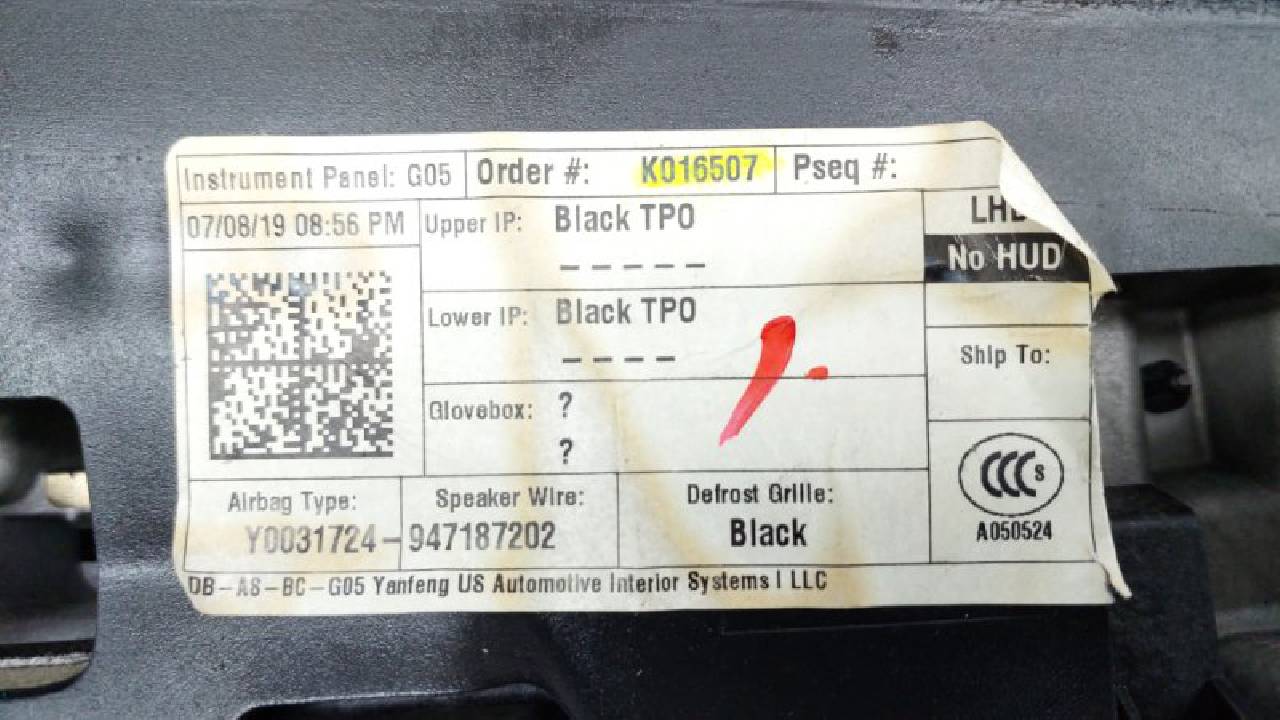 Instrument Panel: G05 Order #: K016507 Pseq #:
07/08/19 08:56 PM Upper IP: Black TPO
– – – – –
No HUD
Lower IP: Black TPO
– – – –
Ship To:
Glovebox: ?
?
CCC S
A050524
Airbag Type: Speaker Wire: Defrost Grille:
Y0031724-947187202 Black
DB-AS-BC-G05 Yanfeng US Automotive Interior Systems I LLC